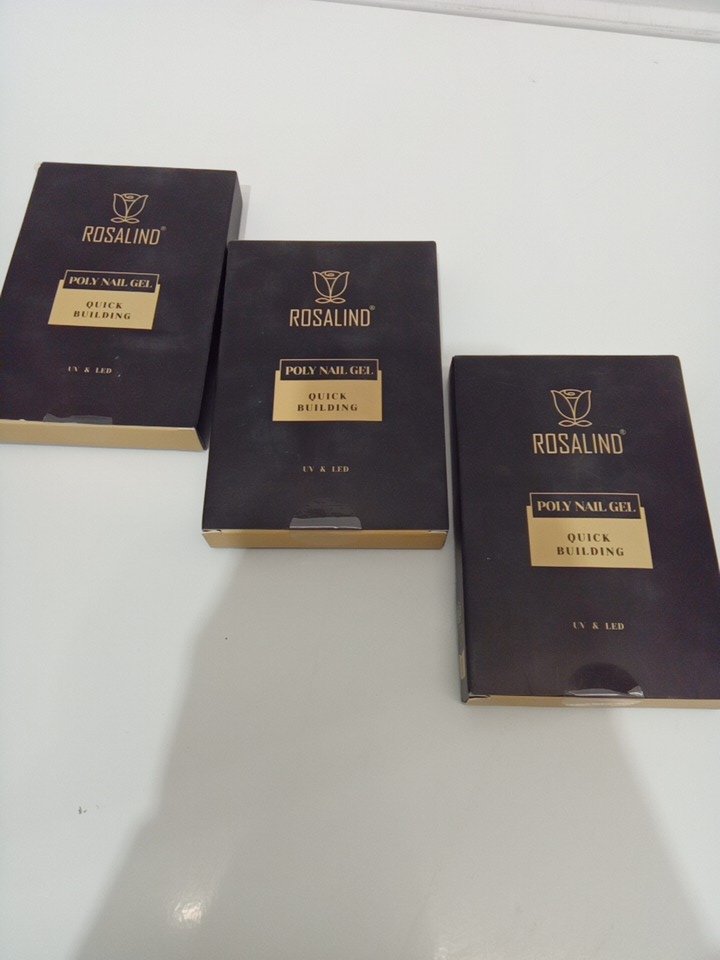 ROSALIND®
POLY NAIL GEL
QUICK
BUILDING
UV & LED
ROSALIND®
POLY NAIL GEL
QUICK
BUILDING
UV & LED
ROSALIND®
POLY NAIL GEL
QUICK
BUILDING
UV & LED